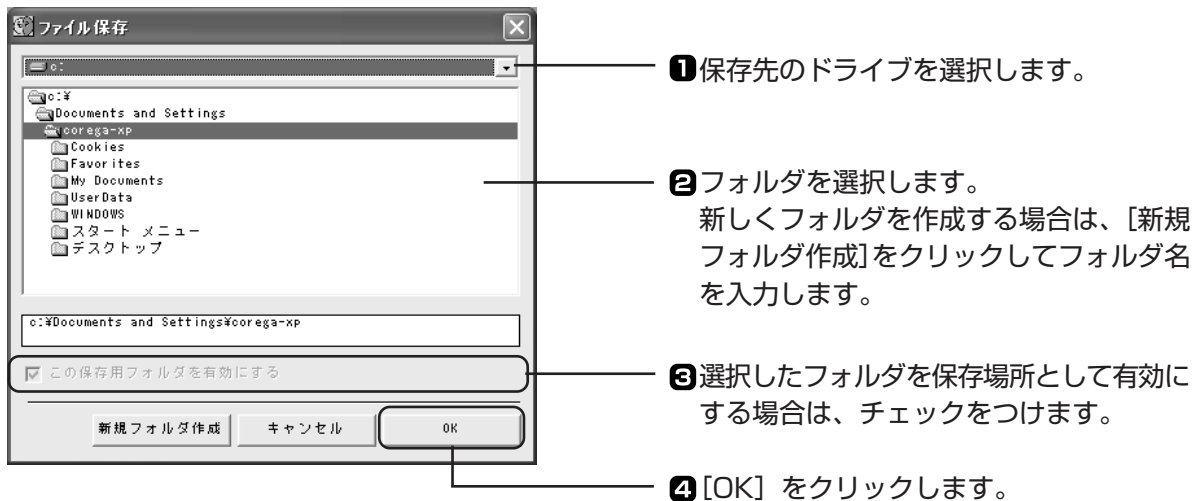 ファイル保存
c:
c:¥
Documents and Settings
corega-xp
Cookies
Favorites
My Documents
UserData
WINDOWS
スタート メニュー
デスクトップ
c:¥Documents and Settings¥corega-xp
この保存用フォルダを有効にする
新規フォルダ作成 キャンセル OK
1 保存先のドライブを選択します。
2 フォルダを選択します。
新しくフォルダを作成する場合は、[新規
フォルダ作成]をクリックしてフォルダ名
を入力します。
3 選択したフォルダを保存場所として有効に
する場合は、チェックをつけます。
4 [OK] をクリックします。